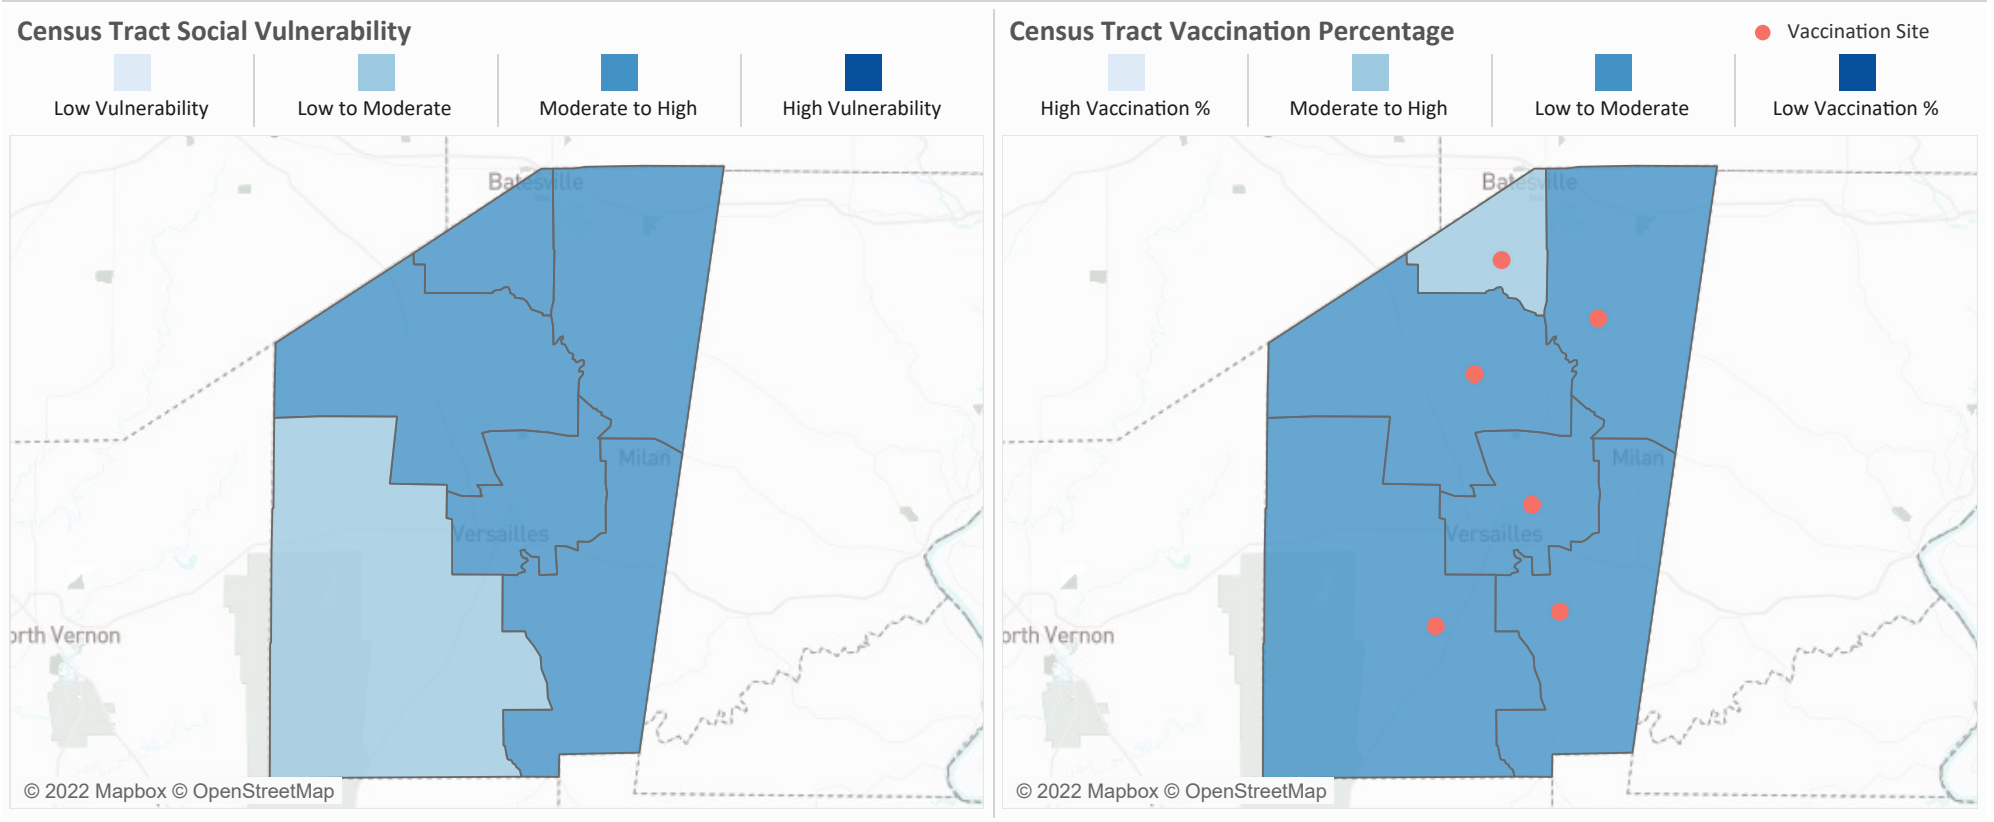 Census Tract Social Vulnerability
Low Vulnerability
Low to Moderate
Moderate to High
High Vulnerability
Batesville
Milan
Versailles
orth Vernon
© 2022 Mapbox © OpenStreetMap
Census Tract Vaccination Percentage
Vaccination Site
High Vaccination %
Moderate to High
Low to Moderate
Low Vaccination %
Batesville
Milan
Versailles
orth Vernon
© 2022 Mapbox © OpenStreetMap